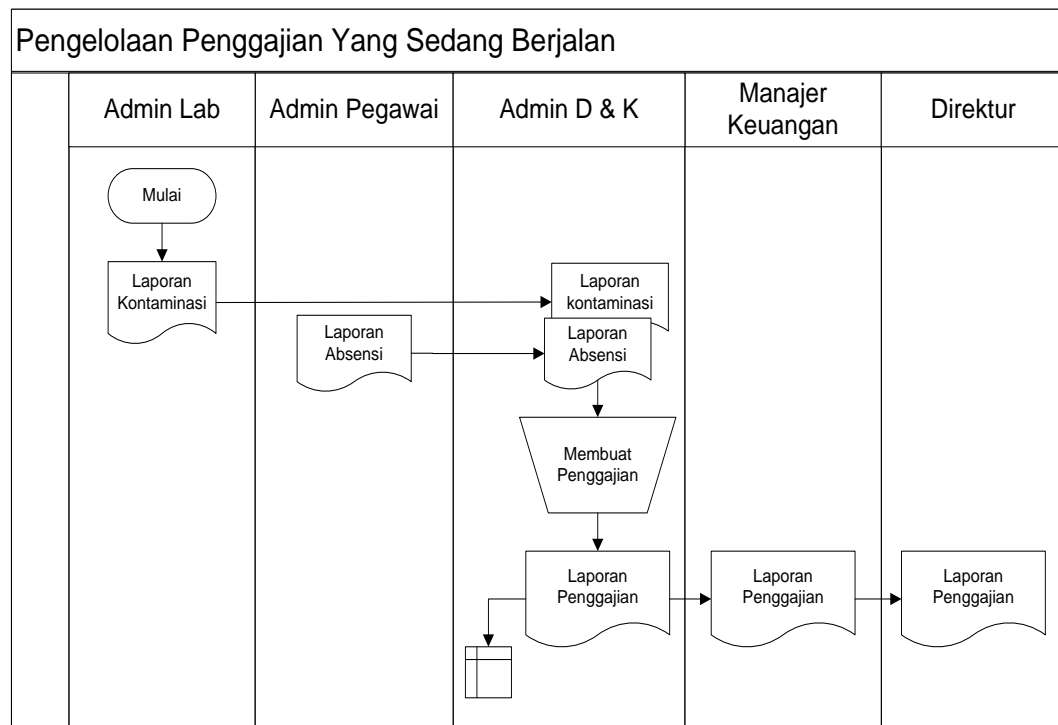 Pengelolaan Penggajian Yang Sedang Berjalan
Admin Lab
Admin Pegawai
Admin D & K
Manajer
Keuangan
Direktur
Mulai
Laporan
Kontaminasi
Laporan
kontaminasi
Laporan
Absensi
Laporan
Absensi
Membuat
Penggajian
Laporan
Penggajian
Laporan
Penggajian
Laporan
Penggajian